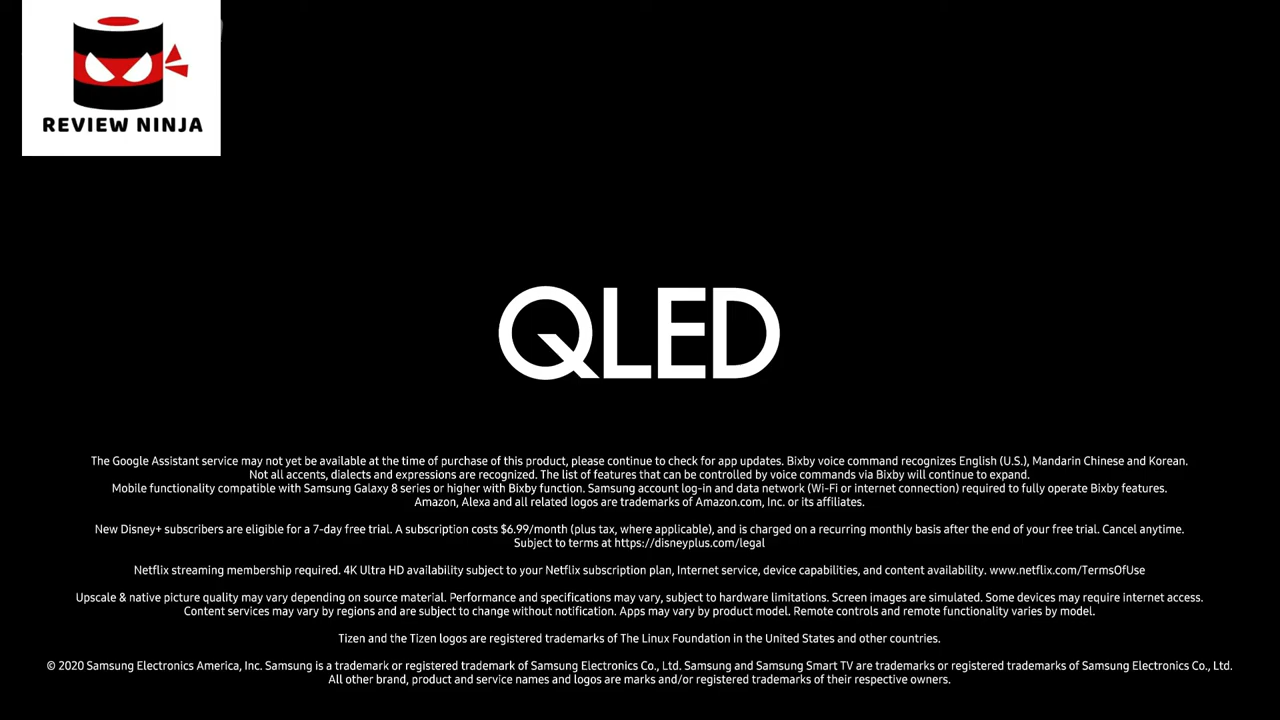 REVIEW NINJA
QLED
The Google Assistant service may not yet be available at the time of purchase of this product, please continue to check for app updates. Bixby voice command recognizes English (U.S.), Mandarin Chinese and Korean.
Not all accents, dialects and expressions are recognized. The list of features that can be controlled by voice commands via Bixby will continue to expand.
Mobile functionality compatible with Samsung Galaxy 8 series or higher with Bixby function. Samsung account log-in and data network (Wi-Fi or internet connection) required to fully operate Bixby features.
Amazon, Alexa and all related logos are trademarks of Amazon.com, Inc. or its affiliates.
New Disney+ subscribers are eligible for a 7-day free trial. A subscription costs $6.99/month (plus tax, where applicable), and is charged on a recurring monthly basis after the end of your free trial. Cancel anytime.
Subject to terms at https://disneyplus.com/legal
Netflix streaming membership required. 4K Ultra HD availability subject to your Netflix subscription plan, Internet service, device capabilities, and content availability. www.netflix.com/TermsOfUse
Upscale & native picture quality may vary depending on source material. Performance and specifications may vary, subject to hardware limitations. Screen images are simulated. Some devices may require internet access.
Content services may vary by regions and are subject to change without notification. Apps may vary by product model. Remote controls and remote functionality varies by model.
Tizen and the Tizen logos are registered trademarks of The Linux Foundation in the United States and other countries.
© 2020 Samsung Electronics America, Inc. Samsung is a trademark or registered trademark of Samsung Electronics Co., Ltd. Samsung and Samsung Smart TV are trademarks or registered trademarks of Samsung Electronics Co., Ltd.
All other brand, product and service names and logos are marks and/or registered trademarks of their respective owners.